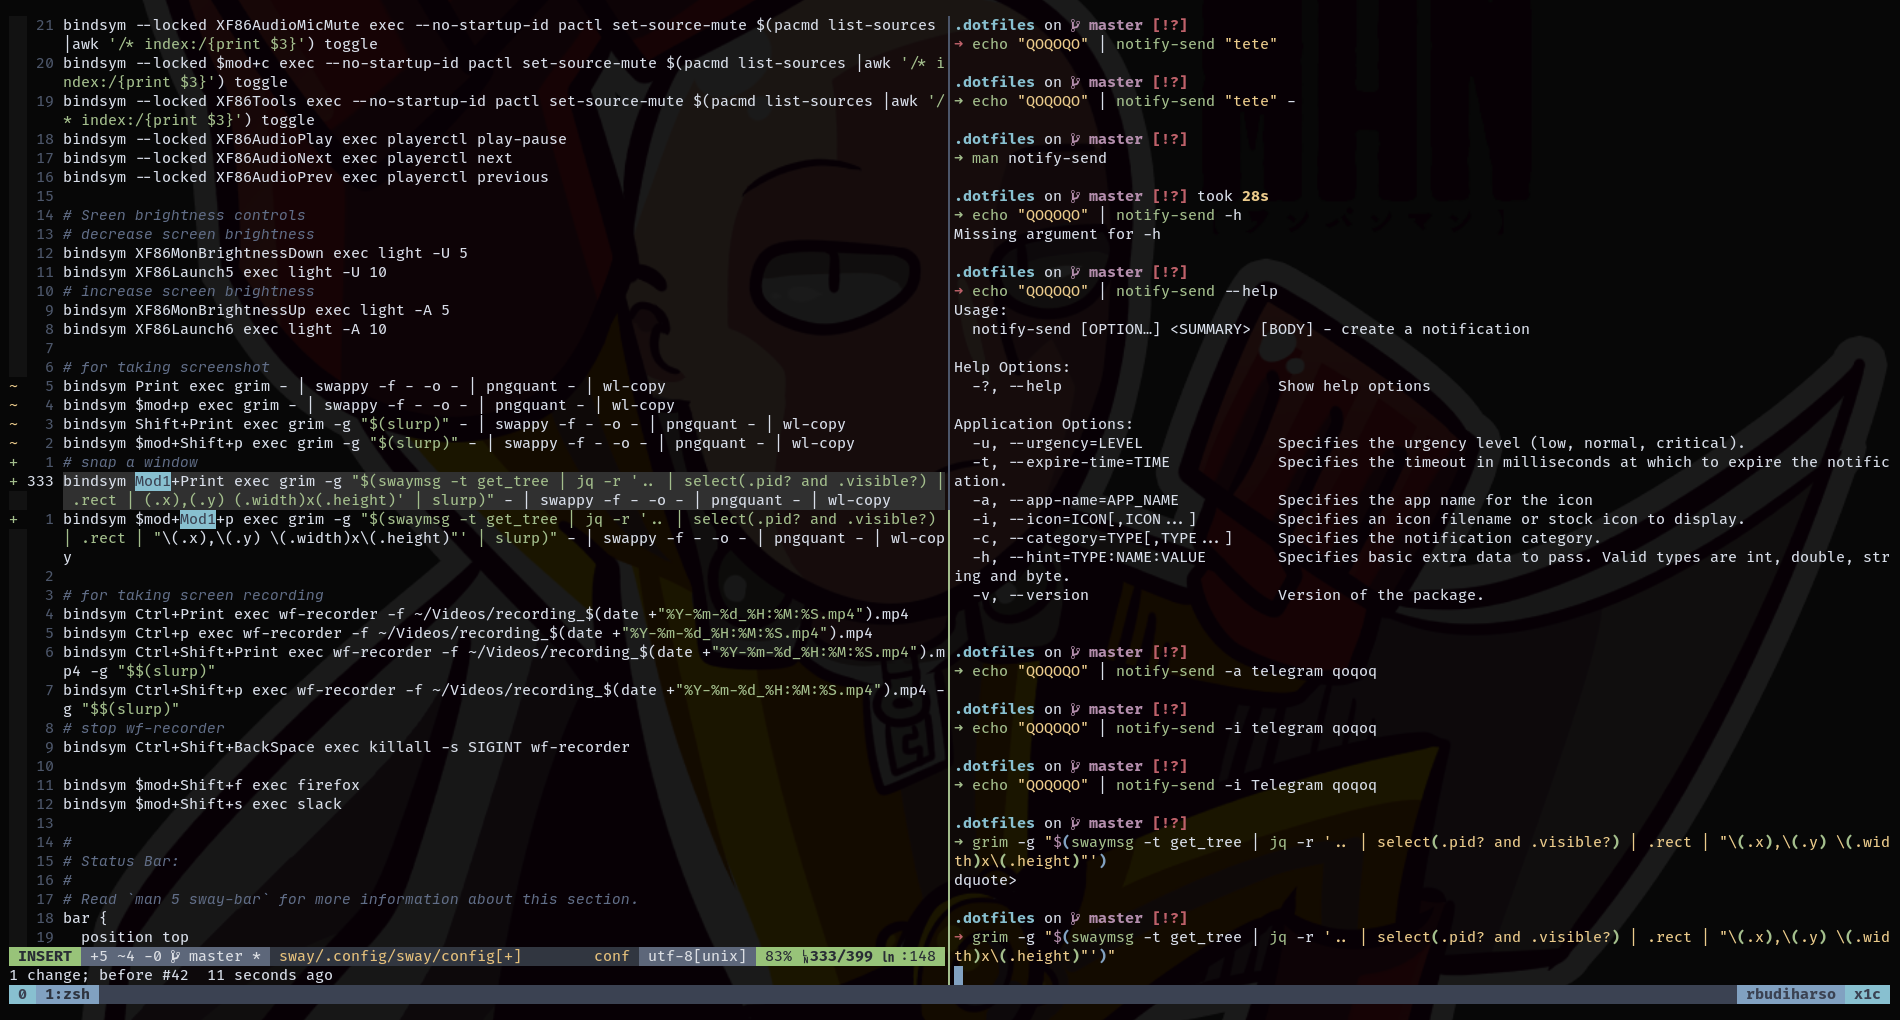 21 bindsym --locked XF86AudioMicMute exec --no-startup-id pactl set-source-mute $(pacmd list-sources
|awk '/* index:/{print $3}') toggle
20 bindsym --locked $mod+c exec --no-startup-id pactl set-source-mute $(pacmd list-sources |awk '/* i
ndex:/{print $3}') toggle
19 bindsym --locked XF86Tools exec --no-startup-id pactl set-source-mute $(pacmd list-sources |awk '/
* index:/{print $3}') toggle
18 bindsym --locked XF86AudioPlay exec playerctl play-pause
17 bindsym --locked XF86AudioNext exec playerctl next
16 bindsym --locked XF86AudioPrev exec playerctl previous
15
14 # Sreen brightness controls
13 # decrease screen brightness
12 bindsym XF86MonBrightnessDown exec light -U 5
11 bindsym XF86Launch5 exec light -U 10
10 # increase screen brightness
9 bindsym XF86MonBrightnessUp exec light -A 5
8 bindsym XF86Launch6 exec light -A 10
7
6 # for taking screenshot
~ 5 bindsym Print exec grim - | swappy -f - -o - | pngquant - | wl-copy
~ 4 bindsym $mod+p exec grim - | swappy -f - -o - | pngquant - | wl-copy
~ 3 bindsym Shift+Print exec grim -g "$(slurp)" - | swappy -f - -o - | pngquant - | wl-copy
~ 2 bindsym $mod+Shift+p exec grim -g "$(slurp)" - | swappy -f - -o - | pngquant - | wl-copy
+ 1 # snap a window
+ 333 bindsym Mod1+Print exec grim -g "$(swaymsg -t get_tree | jq -r '.. | select(.pid? and .visible?) |
.rect | (.x),(.y) (.width)x(.height)' | slurp)" - | swappy -f - -o - | pngquant - | wl-copy
+ 1 bindsym $mod+Mod1+p exec grim -g "$(swaymsg -t get_tree | jq -r '.. | select(.pid? and .visible?)
| .rect | "\(.x),\(.y) \(.width)x\(.height)"' | slurp)" - | swappy -f - -o - | pngquant - | wl-cop
y
2
3 # for taking screen recording
4 bindsym Ctrl+Print exec wf-recorder -f ~/Videos/recording_$(date +"%Y-%m-%d_%H:%M:%S.mp4").mp4
5 bindsym Ctrl+p exec wf-recorder -f ~/Videos/recording_$(date +"%Y-%m-%d_%H:%M:%S.mp4").mp4
6 bindsym Ctrl+Shift+Print exec wf-recorder -f ~/Videos/recording_$(date +"%Y-%m-%d_%H:%M:%S.mp4").m
p4 -g "$$(slurp)"
7 bindsym Ctrl+Shift+p exec wf-recorder -f ~/Videos/recording_$(date +"%Y-%m-%d_%H:%M:%S.mp4").mp4 -
g "$$(slurp)"
8 # stop wf-recorder
9 bindsym Ctrl+Shift+BackSpace exec killall -s SIGINT wf-recorder
10
11 bindsym $mod+Shift+f exec firefox
12 bindsym $mod+Shift+s exec slack
13
14 #
15 # Status Bar:
16 #
17 # Read `man 5 sway-bar` for more information about this section.
18 bar {
19   position top
INSERT +5 ~4 -0 master * sway/.config/sway/config[+] conf utf-8[unix] 83% 333/399 ln :148
1 change; before #42  11 seconds ago
.dotfiles on master [!?]
➜ echo "QOQOQO" | notify-send "tete"
.dotfiles on master [!?]
➜ echo "QOQOQO" | notify-send "tete" -
.dotfiles on master [!?]
➜ man notify-send
.dotfiles on master [!?] took 28s
➜ echo "QOQOQO" | notify-send -h
Missing argument for -h
.dotfiles on master [!?]
➜ echo "QOQOQO" | notify-send --help
Usage:
  notify-send [OPTION…] <SUMMARY> [BODY] - create a notification
Help Options:
  -?, --help                        Show help options
Application Options:
  -u, --urgency=LEVEL               Specifies the urgency level (low, normal, critical).
  -t, --expire-time=TIME            Specifies the timeout in milliseconds at which to expire the notific
ation.
  -a, --app-name=APP_NAME           Specifies the app name for the icon
  -i, --icon=ICON[,ICON...]         Specifies an icon filename or stock icon to display.
  -c, --category=TYPE[,TYPE...]     Specifies the notification category.
  -h, --hint=TYPE:NAME:VALUE        Specifies basic extra data to pass. Valid types are int, double, str
ing and byte.
  -v, --version                     Version of the package.
.dotfiles on master [!?]
➜ echo "QOQOQO" | notify-send -a telegram qoqoq
.dotfiles on master [!?]
➜ echo "QOQOQO" | notify-send -i telegram qoqoq
.dotfiles on master [!?]
➜ echo "QOQOQO" | notify-send -i Telegram qoqoq
.dotfiles on master [!?]
➜ grim -g "$(swaymsg -t get_tree | jq -r '.. | select(.pid? and .visible?) | .rect | "\(.x),\(.y) \(.wid
th)x\(.height)"')
dquote>
.dotfiles on master [!?]
➜ grim -g "$(swaymsg -t get_tree | jq -r '.. | select(.pid? and .visible?) | .rect | "\(.x),\(.y) \(.wid
th)x\(.height)"')"
0 1:zsh rbudiharso x1c